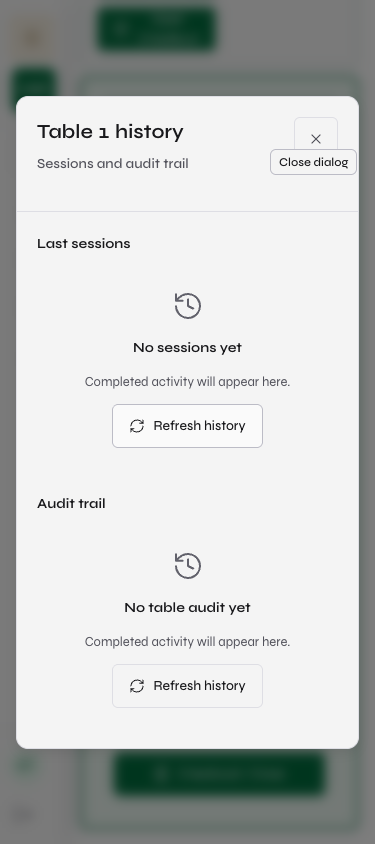 Table 1 history
Sessions and audit trail
Close dialog
Last sessions
No sessions yet
Completed activity will appear here.
Refresh history
Audit trail
No table audit yet
Completed activity will appear here.
Refresh history